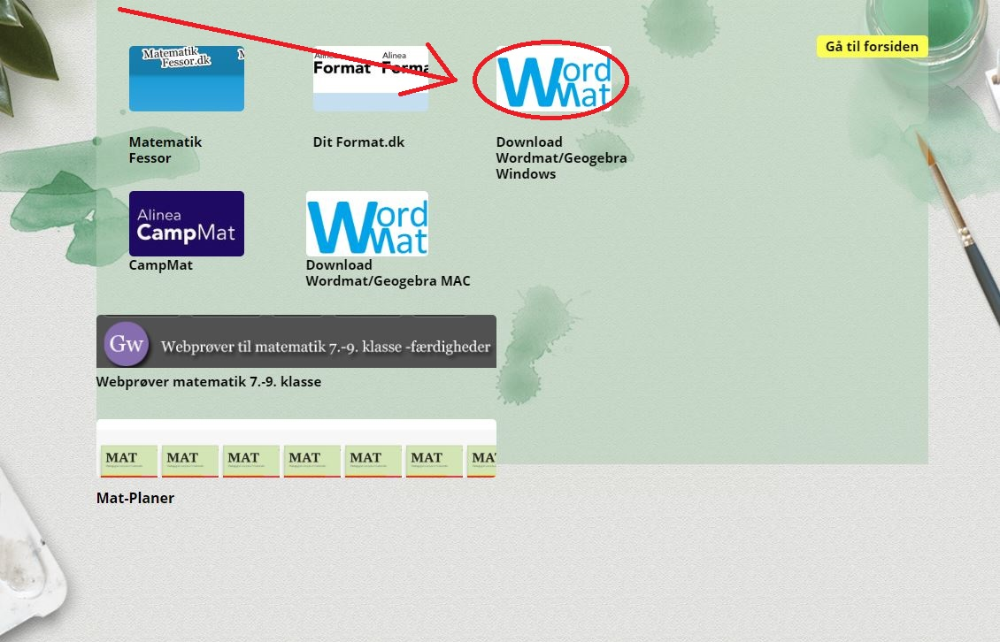 Gå til forsiden
Matematik
Fessor.dk
Alinea
Format Forma
Word
Mat
Matematik
Fessor
Dit Format.dk
Download
Wordmat/Geogebra
Windows
Alinea
CampMat
Word
Mat
CampMat
Download
Wordmat/Geogebra MAC
Gw Webprøver til matematik 7.-9. klasse -færdigheder
Webprøver matematik 7.-9. klasse
MAT MAT MAT MAT MAT MAT MA
Mat-Planer